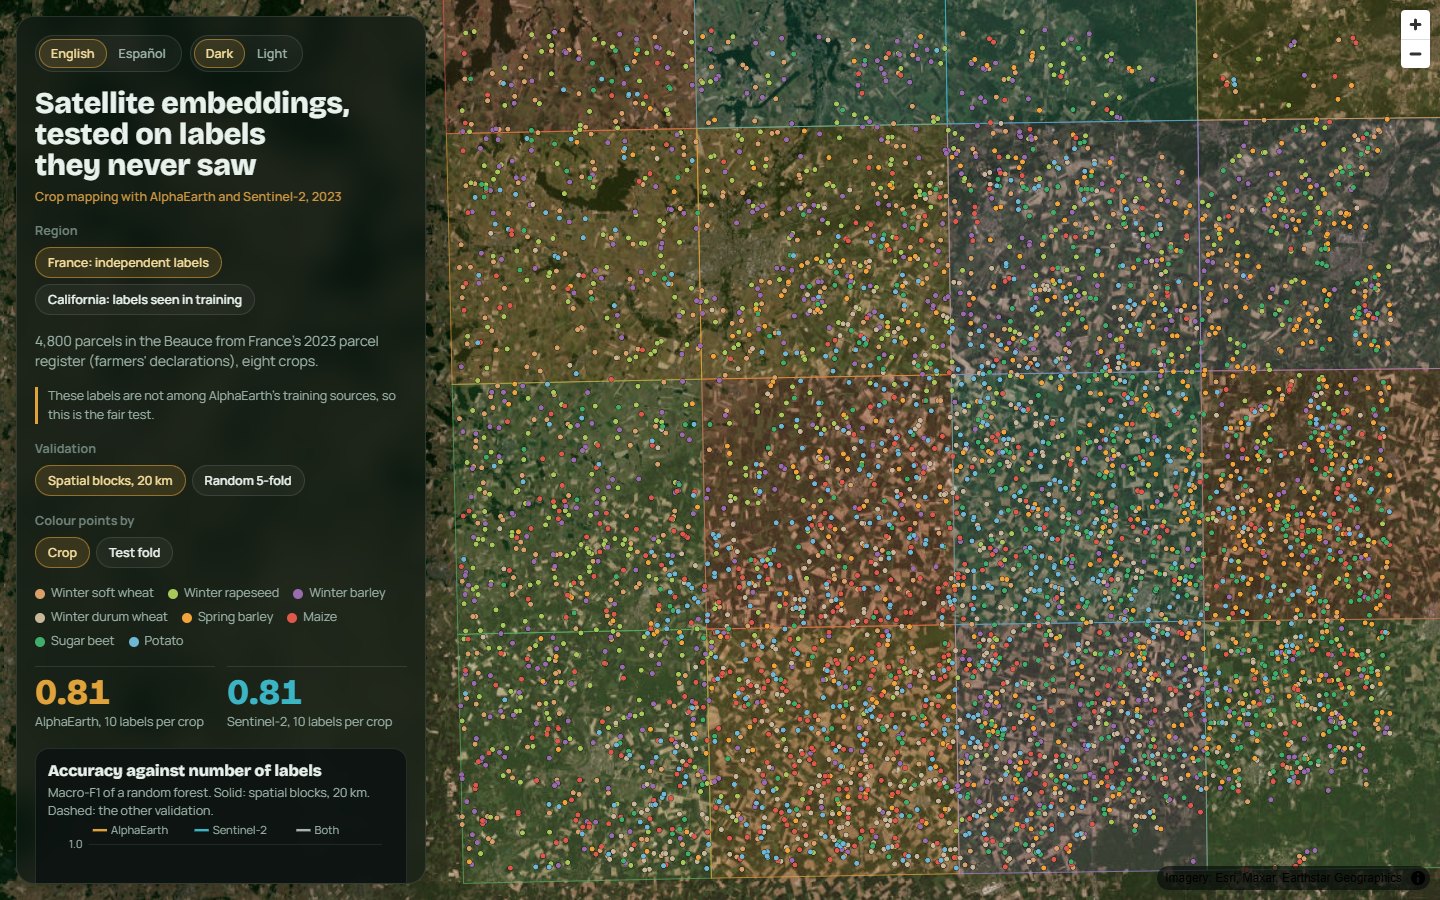 English Español Dark Light
Satellite embeddings,
tested on labels
they never saw
Crop mapping with AlphaEarth and Sentinel-2, 2023
Region
France: independent labels
California: labels seen in training
4,800 parcels in the Beauce from France's 2023 parcel
register (farmers' declarations), eight crops.
These labels are not among AlphaEarth's training sources, so
this is the fair test.
Validation
Spatial blocks, 20 km Random 5-fold
Colour points by
Crop Test fold
Winter soft wheat Winter rapeseed Winter barley
Winter durum wheat Spring barley Maize
Sugar beet Potato
0.81 0.81
AlphaEarth, 10 labels per crop Sentinel-2, 10 labels per crop
Accuracy against number of labels
Macro-F1 of a random forest. Solid: spatial blocks, 20 km.
Dashed: the other validation.
AlphaEarth Sentinel-2 Both
1.0
Imagery: Esri, Maxar, Earthstar Geographics